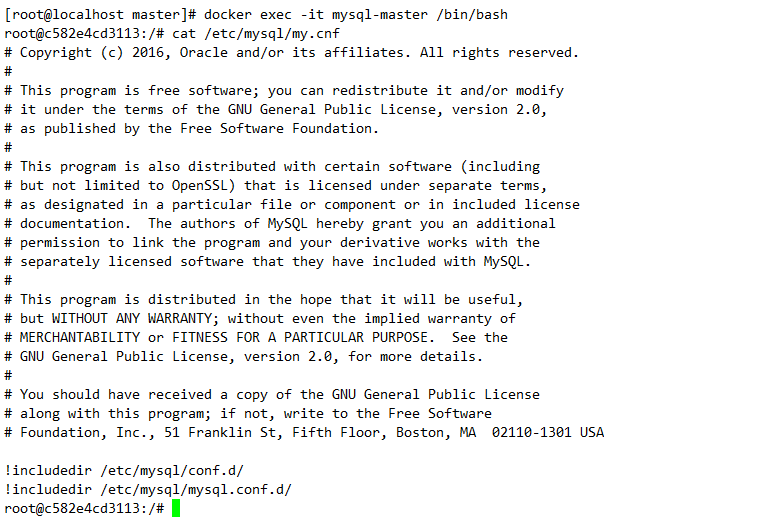 [root@localhost master]# docker exec -it mysql-master /bin/bash
root@c582e4cd3113:/# cat /etc/mysql/my.cnf
# Copyright (c) 2016, Oracle and/or its affiliates. All rights reserved.
#
# This program is free software; you can redistribute it and/or modify
# it under the terms of the GNU General Public License, version 2.0,
# as published by the Free Software Foundation.
#
# This program is also distributed with certain software (including
# but not limited to OpenSSL) that is licensed under separate terms,
# as designated in a particular file or component or in included license
# documentation.  The authors of MySQL hereby grant you an additional
# permission to link the program and your derivative works with the
# separately licensed software that they have included with MySQL.
#
# This program is distributed in the hope that it will be useful,
# but WITHOUT ANY WARRANTY; without even the implied warranty of
# MERCHANTABILITY or FITNESS FOR A PARTICULAR PURPOSE.  See the
# GNU General Public License, version 2.0, for more details.
#
# You should have received a copy of the GNU General Public License
# along with this program; if not, write to the Free Software
# Foundation, Inc., 51 Franklin St, Fifth Floor, Boston, MA  02110-1301 USA

!includedir /etc/mysql/conf.d/
!includedir /etc/mysql/mysql.conf.d/
root@c582e4cd3113:/#